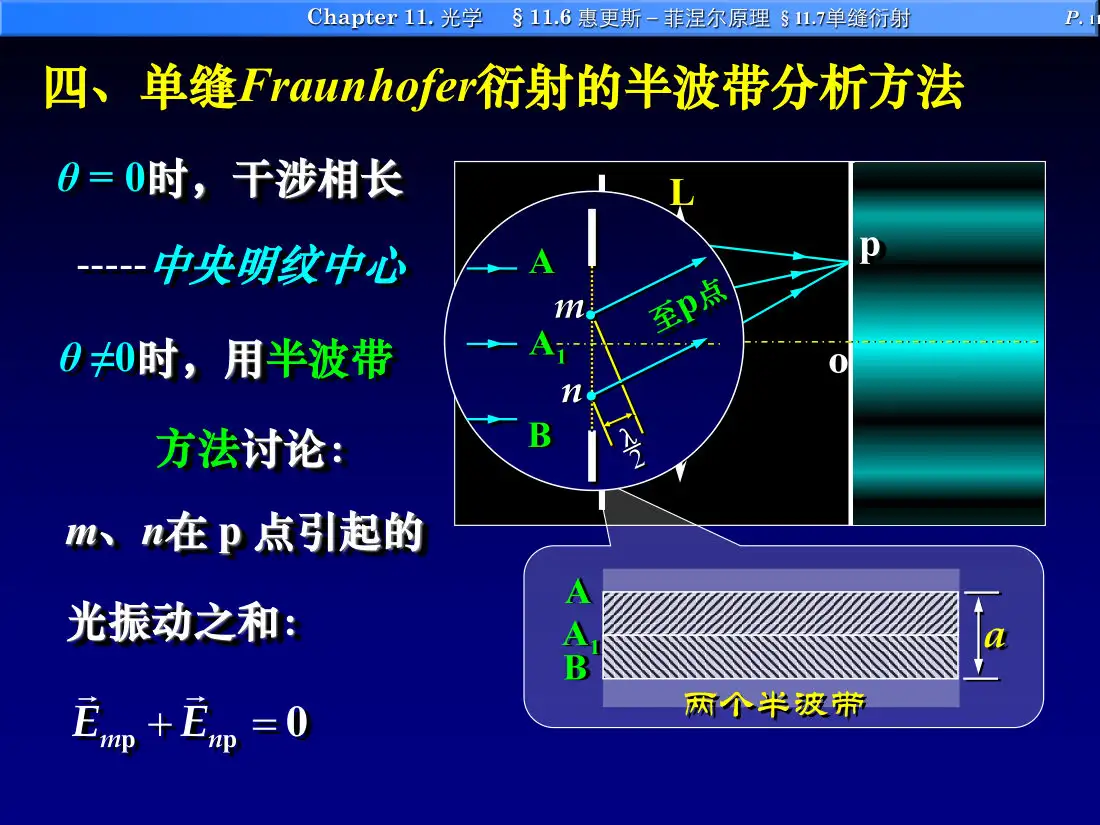 Chapter 11. 光学 §11.6 惠更斯 – 菲涅尔原理 §11.7单缝衍射
P. 11
四、单缝Fraunhofer衍射的半波带分析方法
θ = 0时，干涉相长
-----中央明纹中心
θ ≠0时，用半波带
方法讨论：
m、n在 p 点引起的
光振动之和：
E⃗mp + E⃗np = 0
L
p
A
m
至p点
A1
o
n
B
λ/2
A
A1
B
a
两个半波带